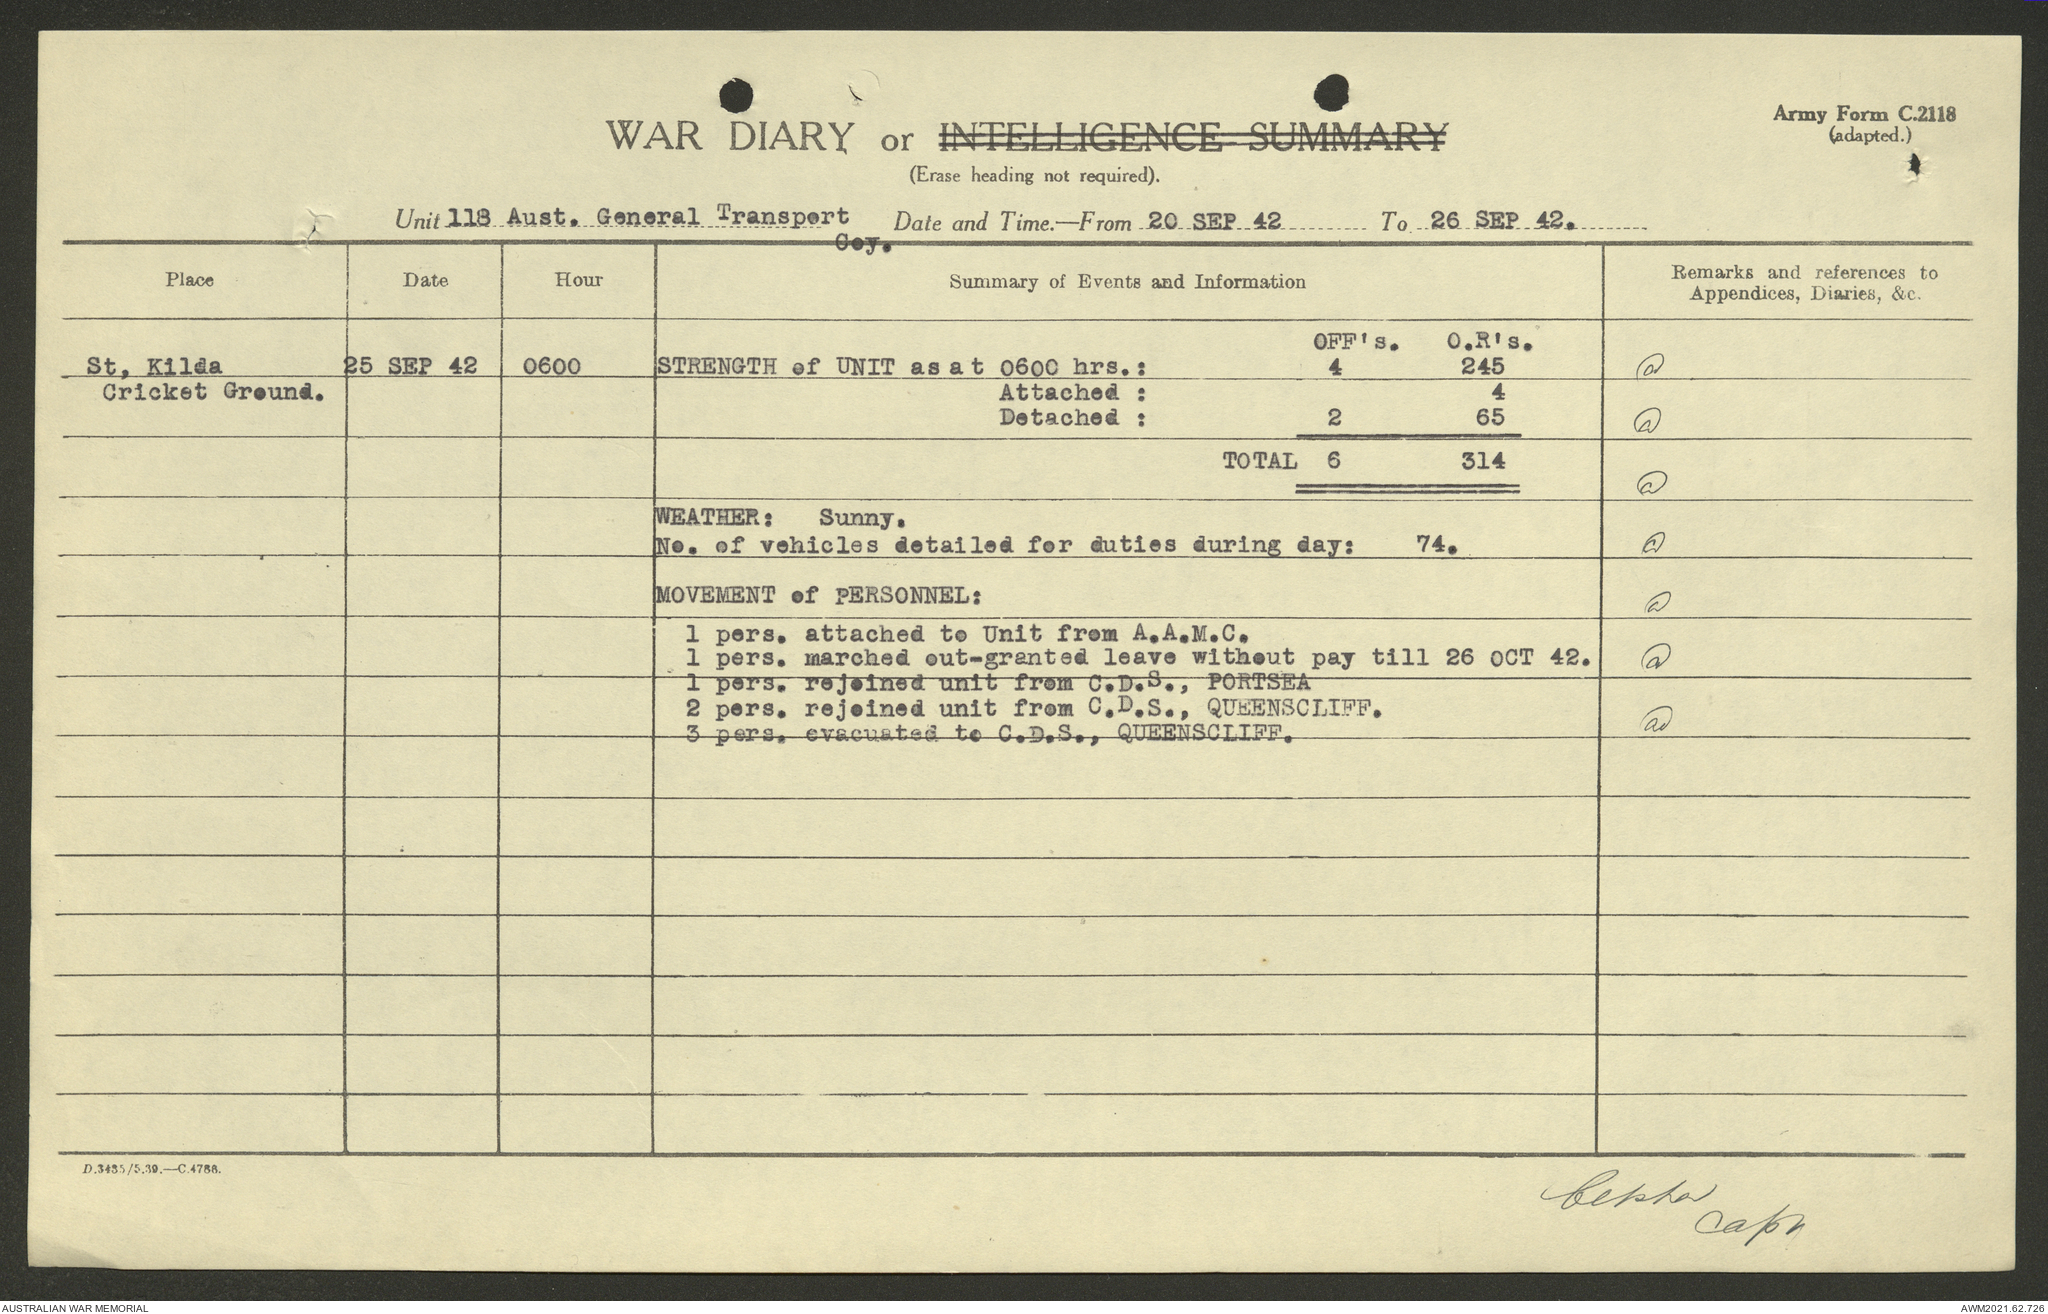 Army Form C.2118
(adapted.)
WAR DIARY or INTELLIGENCE SUMMARY
(Erase heading not required).
Unit 118 Aust. General Transport Coy. Date and Time.—From 20 SEP 42 To 26 SEP 42.
Place Date Hour Summary of Events and Information Remarks and references to
Appendices, Diaries, &c.
OFF's. O.R's.
St, Kilda 25 SEP 42 0600 STRENGTH of UNIT as at 0600 hrs.: 4 245
Cricket Ground. Attached : 4
Detached : 2 65
TOTAL 6 314
WEATHER: Sunny.
No. of vehicles detailed for duties during day: 74.
MOVEMENT of PERSONNEL:
1 pers. attached to Unit from A.A.M.C.
1 pers. marched out-granted leave without pay till 26 OCT 42.
1 pers. rejoined unit from C.D.S., PORTSEA
2 pers. rejoined unit from C.D.S., QUEENSCLIFF.
3 pers. evacuated to C.D.S., QUEENSCLIFF.
D.3435/5.39.—C.4788.
Capt
AUSTRALIAN WAR MEMORIAL AWM2021.62.726